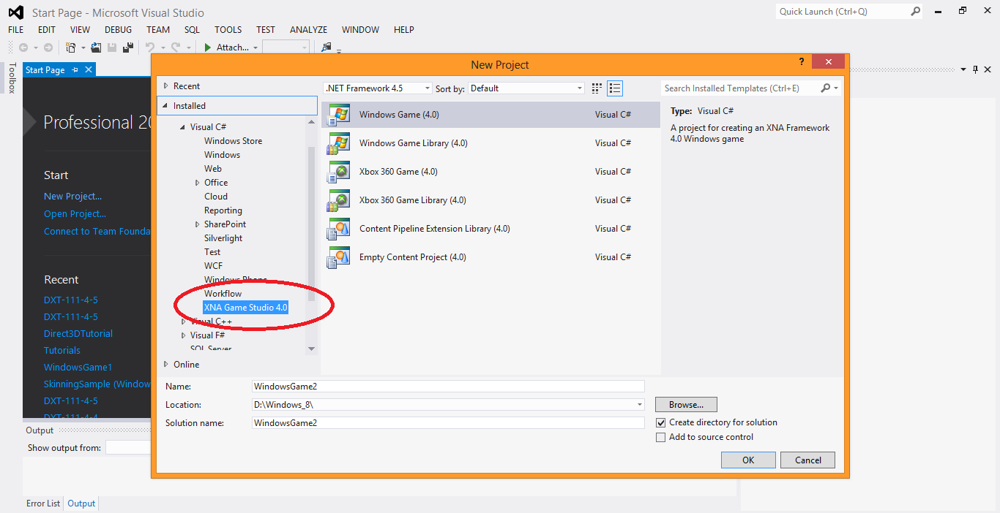 Start Page - Microsoft Visual Studio
Quick Launch (Ctrl+Q)
FILE EDIT VIEW DEBUG TEAM SQL TOOLS TEST ANALYZE WINDOW HELP
Attach...
Toolbox
Start Page
Professional 20
Start
New Project...
Open Project...
Connect to Team Founda
Recent
DXT-111-4-5
DXT-111-4-5
Direct3DTutorial
Tutorials
WindowsGame1
SkinningSample (Window
DXT-111-4-5
DXT-111-4-4
Output
Show output from:
Error List Output
New Project
?
Recent
Installed
Visual C#
Windows Store
Windows
Web
Office
Cloud
Reporting
SharePoint
Silverlight
Test
WCF
Windows Phone
Workflow
XNA Game Studio 4.0
Visual C++
Visual F#
SQL Server
Online
.NET Framework 4.5 Sort by: Default
Search Installed Templates (Ctrl+E)
Windows Game (4.0) Visual C#
Windows Game Library (4.0) Visual C#
Xbox 360 Game (4.0) Visual C#
Xbox 360 Game Library (4.0) Visual C#
Content Pipeline Extension Library (4.0) Visual C#
Empty Content Project (4.0) Visual C#
Type: Visual C#
A project for creating an XNA Framework
4.0 Windows game
Name: WindowsGame2
Location: D:\Windows_8\
Browse...
Solution name: WindowsGame2
Create directory for solution
Add to source control
OK Cancel